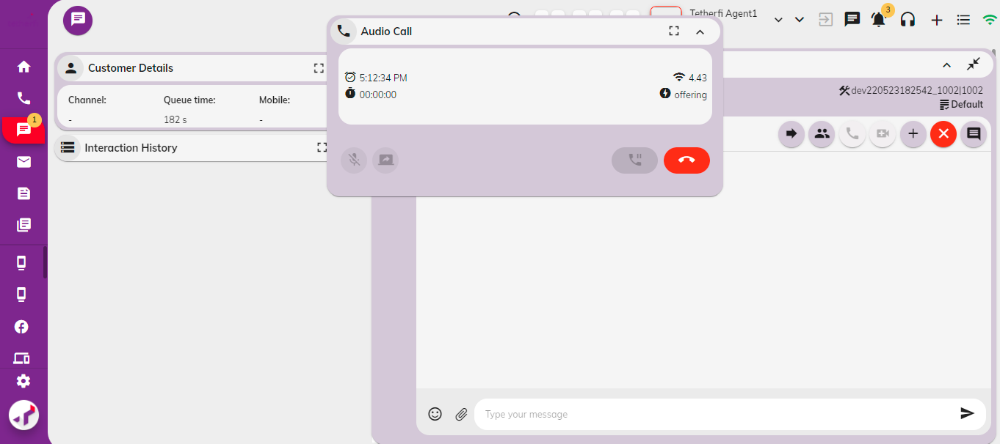 3
Tetherfi Agent1
Audio Call
Customer Details
5:12:34 PM
4.43
00:00:00
offering
dev220523182542_1002|1002
Default
Channel:
Queue time:
Mobile:
-
182 s
-
1
Interaction History
Type your message